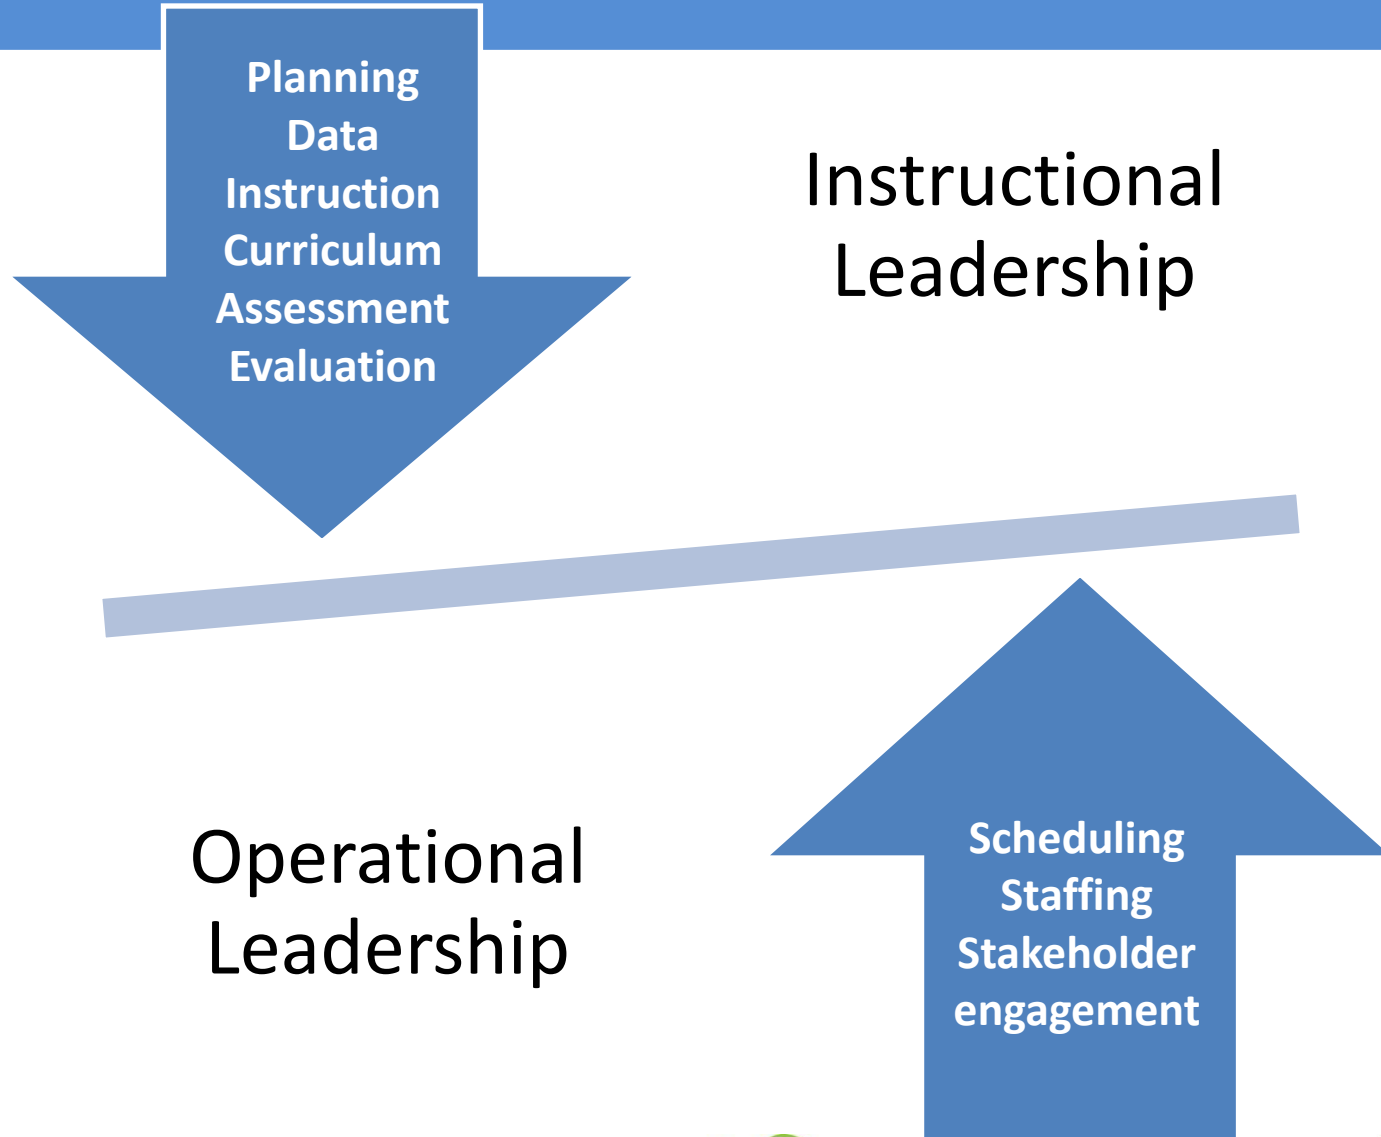 Planning
Data
Instruction
Curriculum
Assessment
Evaluation
Instructional
Leadership
Operational
Leadership
Scheduling
Staffing
Stakeholder
engagement